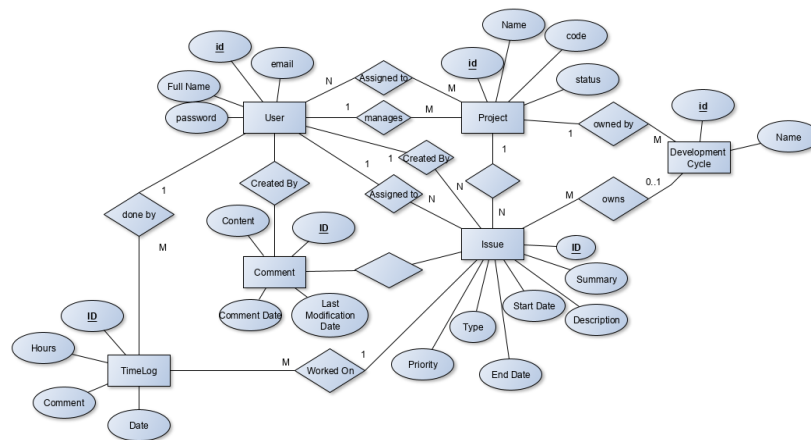 Name
code
id
email
N
Assigned to
M
id
status
Full Name
id
password
User
1
manages
M
Project
1
owned by
M
Name
Development
Cycle
1
Created By
1
1
0..1
Created By
1
Assigned to
N
N
N
M
owns
done by
Content
ID
M
Issue
ID
Comment
Summary
Comment Date
Last
Modification
Date
Start Date
ID
Type
Description
Hours
M
1
Priority
End Date
TimeLog
Worked On
Comment
Date